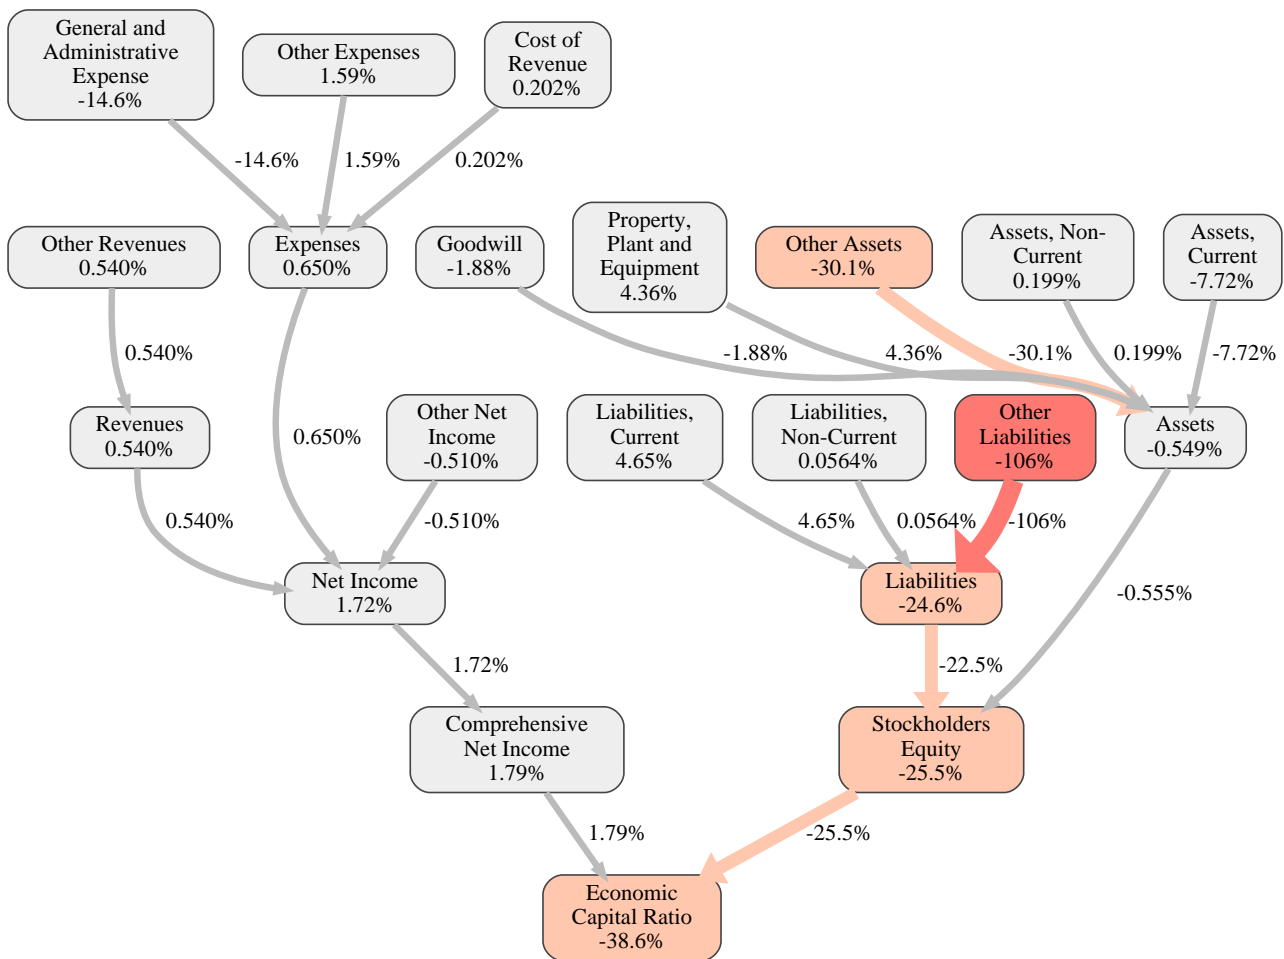 General and
Administrative
Expense
-14.6%
Other Expenses
1.59%
Cost of
Revenue
0.202%
-14.6%
1.59%
0.202%
Other Revenues
0.540%
Expenses
0.650%
Goodwill
-1.88%
Property,
Plant and
Equipment
4.36%
Other Assets
-30.1%
Assets, Non-
Current
0.199%
Assets,
Current
-7.72%
0.540%
-1.88%
4.36%
-30.1%
0.199%
-7.72%
Revenues
0.540%
0.650%
Other Net
Income
-0.510%
Liabilities,
Current
4.65%
Liabilities,
Non-Current
0.0564%
Other
Liabilities
-106%
Assets
-0.549%
0.540%
-0.510%
4.65%
0.0564%
-106%
Net Income
1.72%
Liabilities
-24.6%
-0.555%
1.72%
-22.5%
Comprehensive
Net Income
1.79%
Stockholders
Equity
-25.5%
1.79%
-25.5%
Economic
Capital Ratio
-38.6%